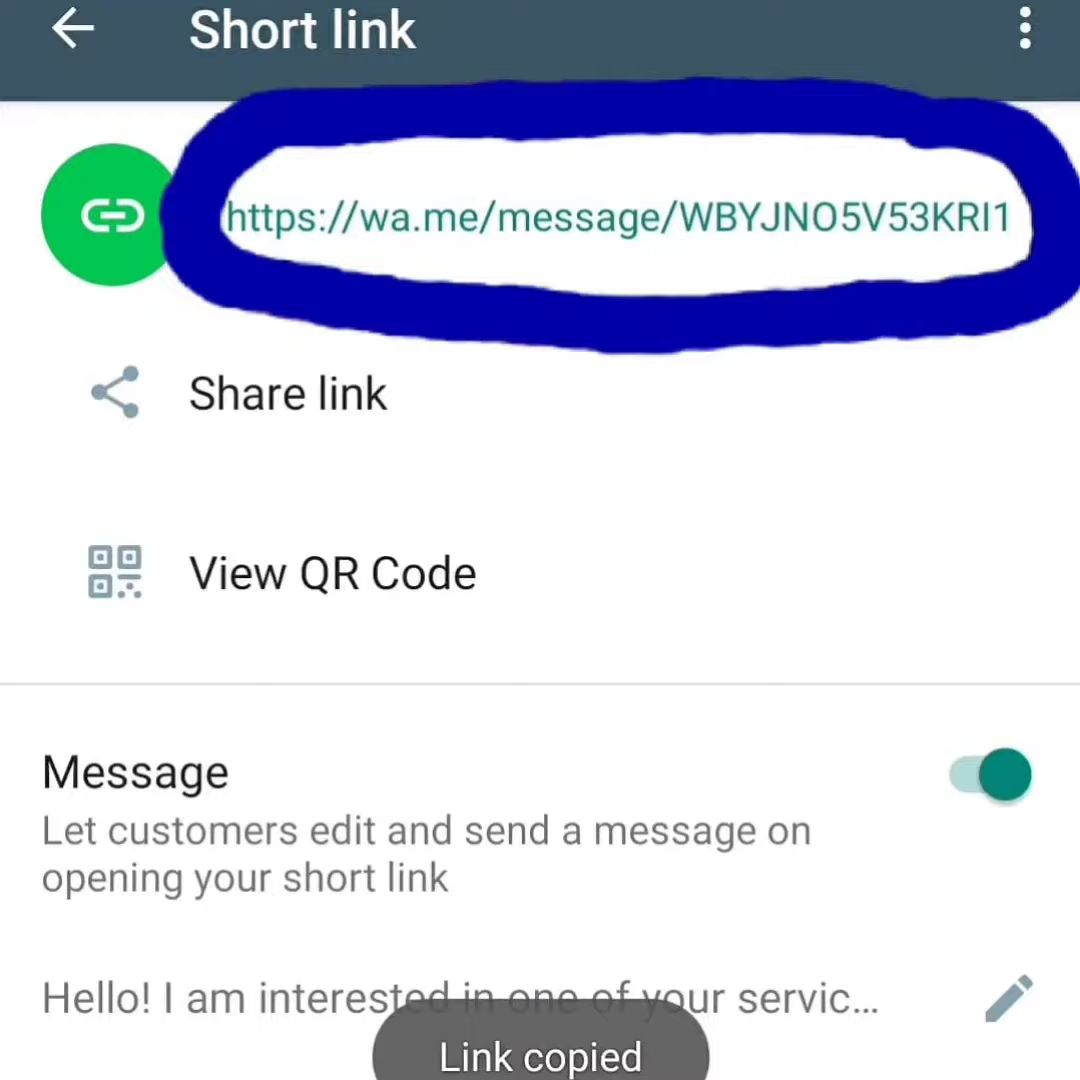 Short link
https://wa.me/message/WBYJNO5V53KRI1
Share link
View QR Code
Message
Let customers edit and send a message on
opening your short link
Hello! I am interested in one of your servic...
Link copied